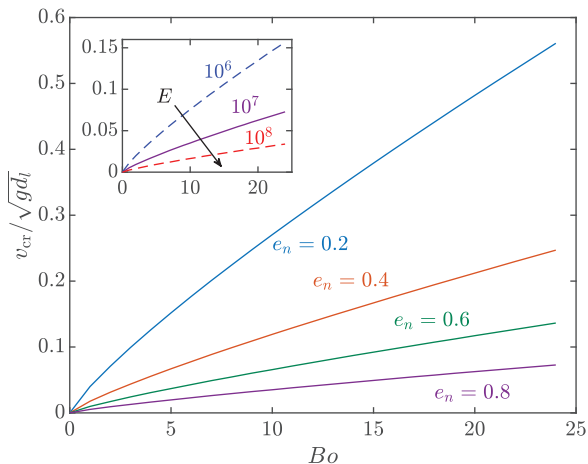 0.6
0.5
0.4
0.3
0.2
0.1
0
v_cr/√gd_l
0.15
0.1
0.05
0
10^6
E
10^7
10^8
0 10 20
e_n = 0.2
e_n = 0.4
e_n = 0.6
e_n = 0.8
0 5 10 15 20 25
Bo